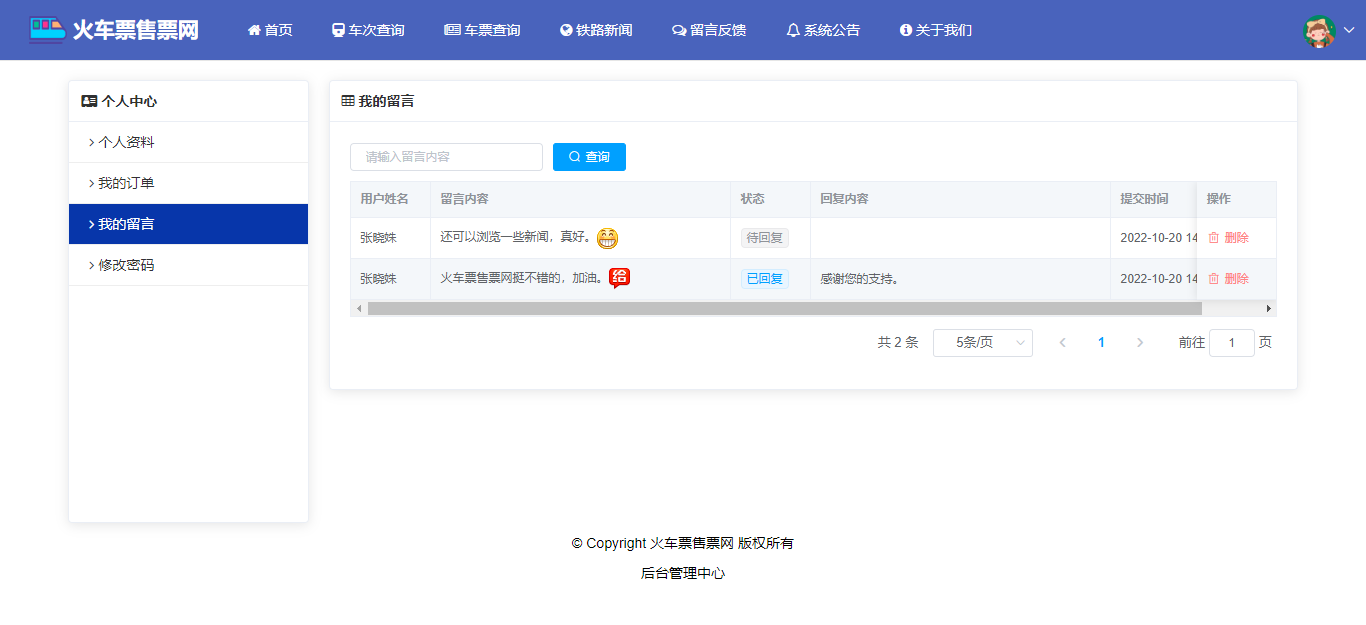 火车票售票网 首页 车次查询 车票查询 铁路新闻 留言反馈 系统公告 关于我们
个人中心
个人资料
我的订单
我的留言
修改密码
我的留言
请输入留言内容 查询
用户姓名 留言内容 状态 回复内容 提交时间 操作
张晓姝 还可以浏览一些新闻，真好。 待回复 2022-10-20 14 删除
张晓姝 火车票售票网挺不错的，加油。给 已回复 感谢您的支持。 2022-10-20 14 删除
共 2 条 5条/页 1 前往 1 页
© Copyright 火车票售票网 版权所有
后台管理中心